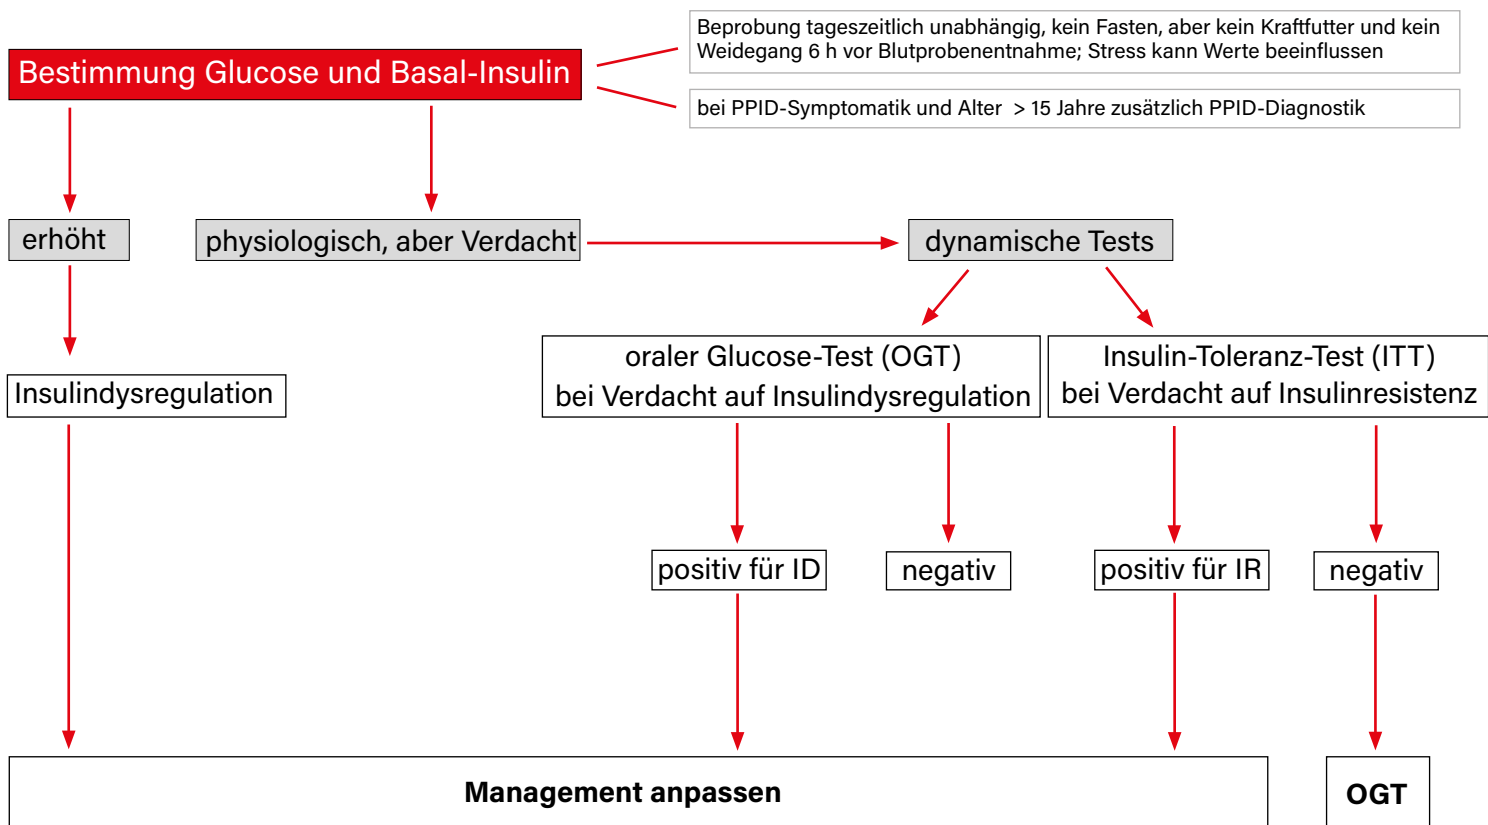 Beprobung tageszeitlich unabhängig, kein Fasten, aber kein Kraftfutter und kein
Weidegang 6 h vor Blutprobenentnahme; Stress kann Werte beeinflussen
Bestimmung Glucose und Basal-Insulin
bei PPID-Symptomatik und Alter > 15 Jahre zusätzlich PPID-Diagnostik
erhöht
physiologisch, aber Verdacht
dynamische Tests
oraler Glucose-Test (OGT)
bei Verdacht auf Insulindysregulation
Insulin-Toleranz-Test (ITT)
bei Verdacht auf Insulinresistenz
Insulindysregulation
positiv für ID
negativ
positiv für IR
negativ
Management anpassen
OGT